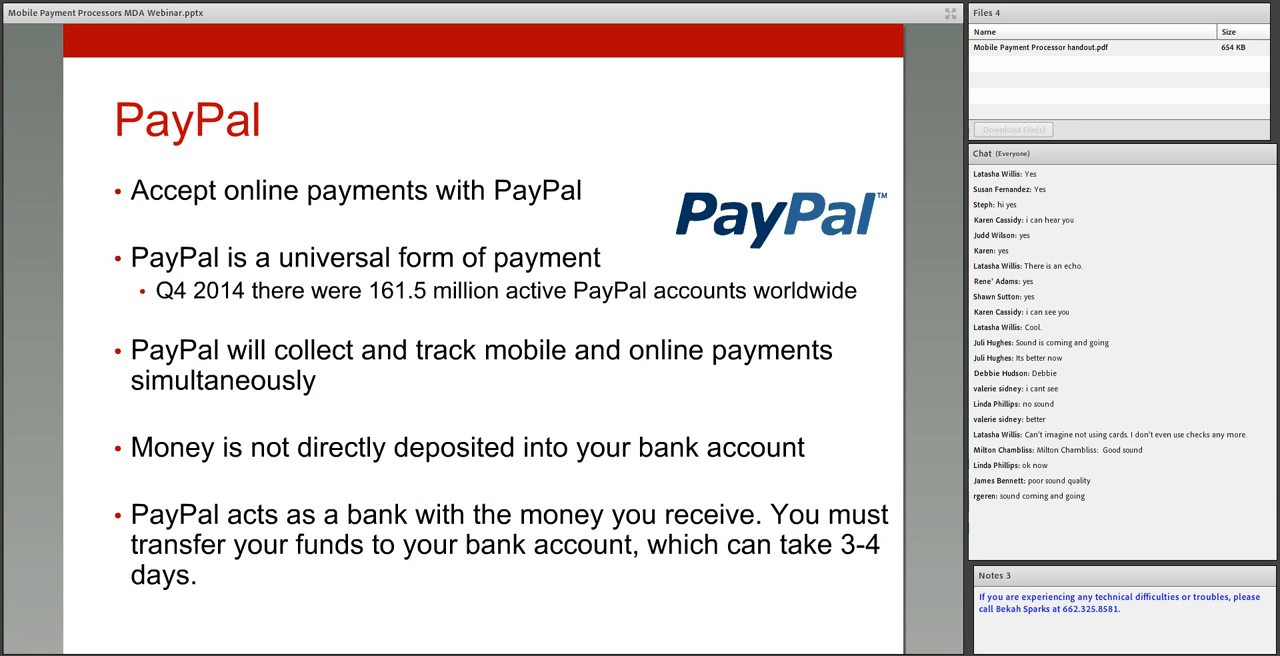 Mobile Payment Processors MDA Webinar.pptx
PayPal
• Accept online payments with PayPal
PayPal™
• PayPal is a universal form of payment
• Q4 2014 there were 161.5 million active PayPal accounts worldwide
• PayPal will collect and track mobile and online payments
simultaneously
• Money is not directly deposited into your bank account
• PayPal acts as a bank with the money you receive. You must
transfer your funds to your bank account, which can take 3-4
days.
Files 4
Name Size
Mobile Payment Processor handout.pdf 654 KB
Download File(s)
Chat (Everyone)
Latasha Willis: Yes
Susan Fernandez: Yes
Steph: hi yes
Karen Cassidy: i can hear you
Judd Wilson: yes
Karen: yes
Latasha Willis: There is an echo.
Rene' Adams: yes
Shawn Sutton: yes
Karen Cassidy: i can see you
Latasha Willis: Cool.
Juli Hughes: Sound is coming and going
Juli Hughes: Its better now
Debbie Hudson: Debbie
valerie sidney: i cant see
Linda Phillips: no sound
valerie sidney: better
Latasha Willis: Can't imagine not using cards. I don't even use checks any more.
Milton Chambliss: Milton Chambliss: Good sound
Linda Phillips: ok now
James Bennett: poor sound quality
rgeren: sound coming and going
Notes 3
If you are experiencing any technical difficulties or troubles, please
call Bekah Sparks at 662.325.8581.